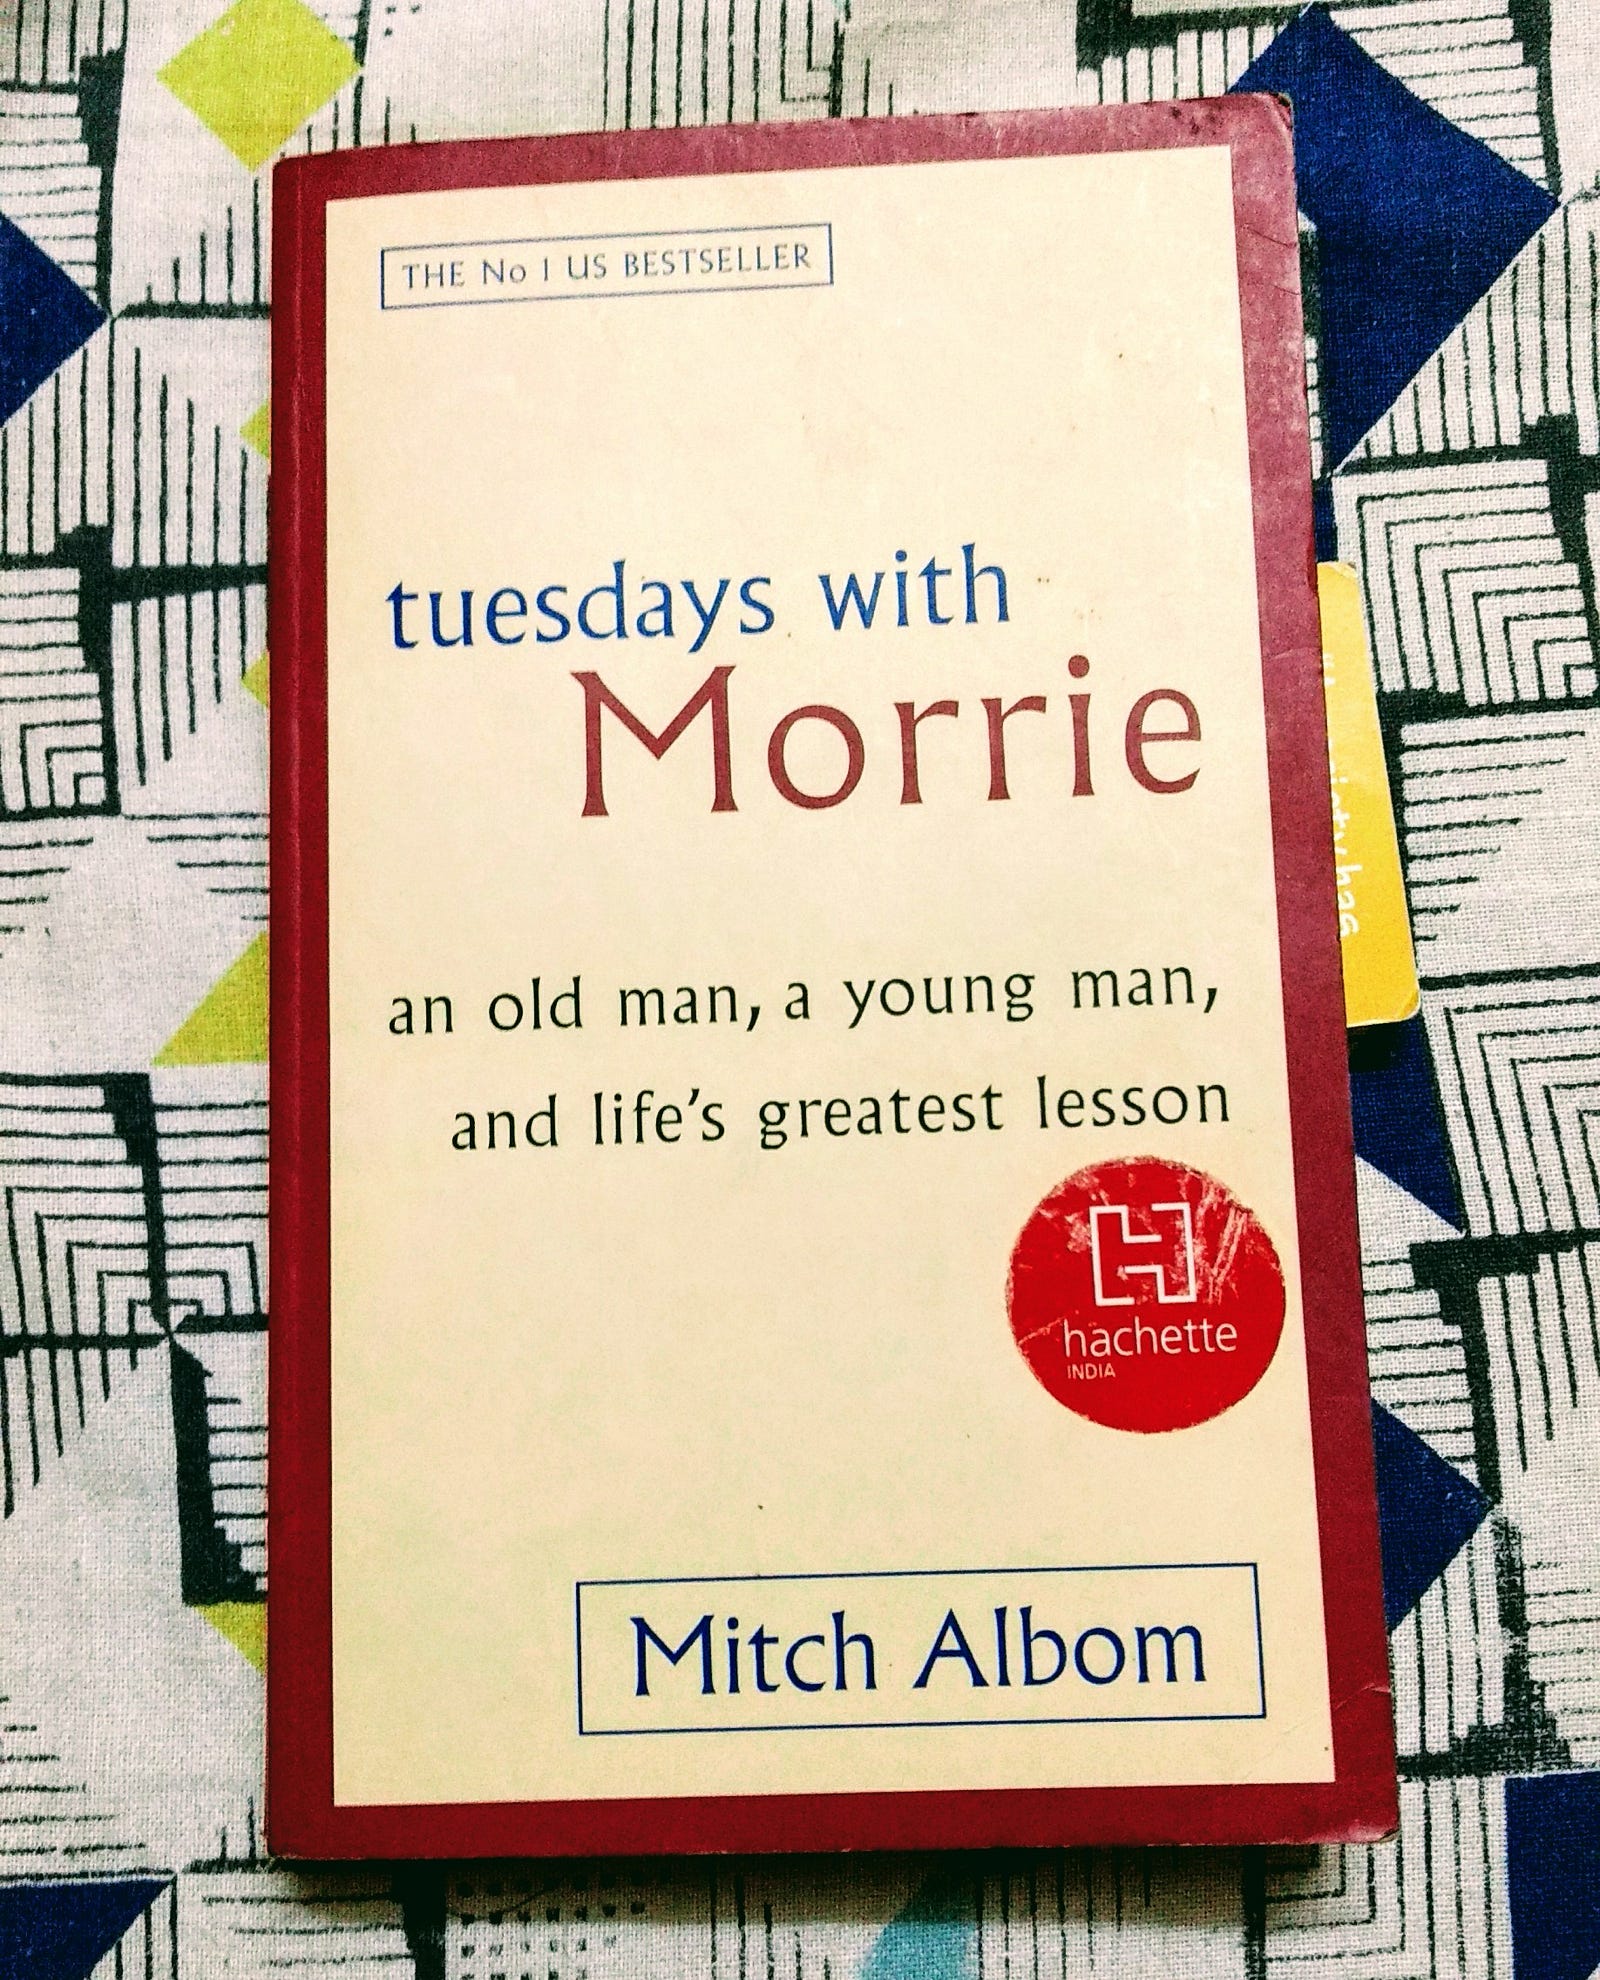 THE No 1 US BESTSELLER
tuesdays with
Morrie
an old man, a young man,
and life's greatest lesson
H
hachette
INDIA
Mitch Albom
bag